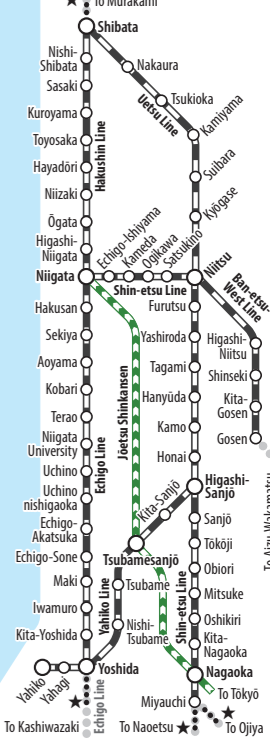 To Murakami
Shibata
Nishi-
Shibata
Nakaura
Sasaki
Tsukioka
Uetsu Line
Kuroyama
Kamiyama
Hakushin Line
Toyosaka
Hayadōri
Suibara
Niizaki
Kyōgase
Ōgata
Higashi-
Niigata
Echigo-Ishiyama
Kameda
Ogikawa
Satsukino
Niigata
Shin-etsu Line
Niitsu
Ban-etsu-
West Line
Hakusan
Furutsu
Sekiya
Yashiroda
Higashi-
Niitsu
Aoyama
Tagami
Shinseki
Kobari
Hanyūda
Kita-
Gosen
Terao
Kamo
Gosen
Niigata
University
Jōetsu Shinkansen
Honai
Uchino
Echigo Line
Uchino
nishigaoka
Kita-Sanjō
Higashi-
Sanjō
Echigo-
Akatsuka
Sanjō
To Aizu-Wakamatsu
Echigo-Sone
Tsubamesanjō
Tōkōji
Maki
Tsubame
Obiori
Iwamuro
Yahiko Line
Shin-etsu Line
Mitsuke
Kita-Yoshida
Nishi-
Tsubame
Oshikiri
Kita-
Nagaoka
Yahiko
Yahagi
Yoshida
Nagaoka
To Tōkyō
Echigo Line
Miyauchi
To Kashiwazaki
To Naoetsu
To Ojiya